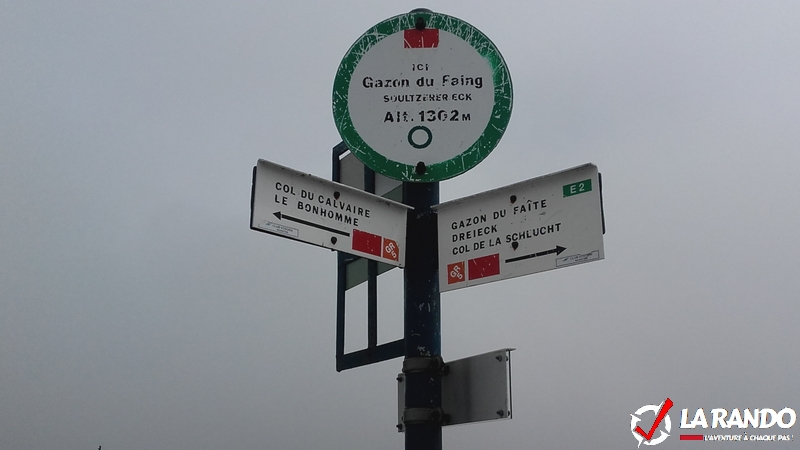 ICI
Gazon du Faing
SOULTZERER ECK
Alt. 1302 M
COL DU CALVAIRE
LE BONHOMME
E2
GAZON DU FAÎTE
DREIECK
COL DE LA SCHLUCHT
LA RANDO
L'AVENTURE À CHAQUE PAS !